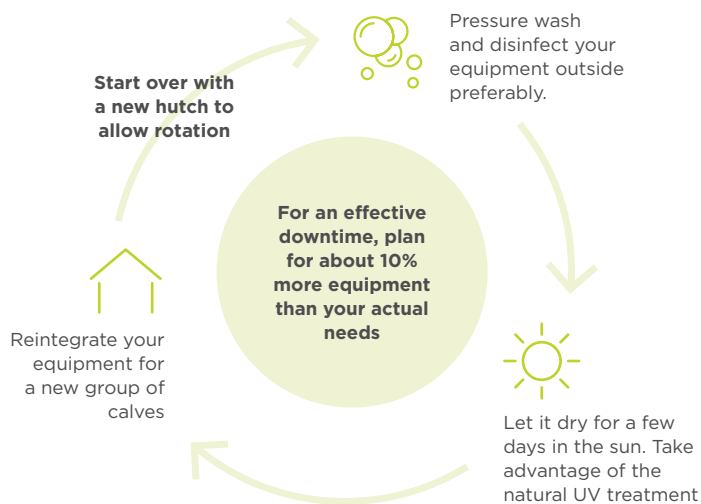 Pressure wash
and disinfect your
equipment outside
preferably.
Start over with
a new hutch to
allow rotation
For an effective
downtime, plan
for about 10%
more equipment
than your actual
needs
Reintegrate your
equipment for
a new group of
calves
Let it dry for a few
days in the sun. Take
advantage of the
natural UV treatment